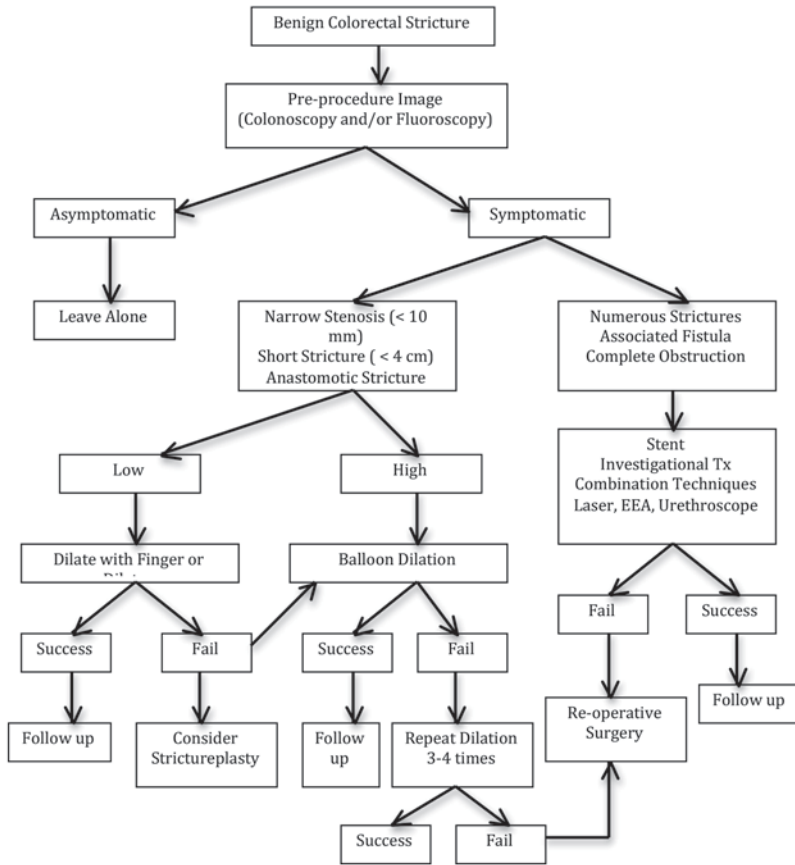 Benign Colorectal Stricture
Pre-procedure Image
(Colonoscopy and/or Fluoroscopy)
Asymptomatic
Symptomatic
Leave Alone
Narrow Stenosis (< 10
mm)
Short Stricture ( < 4 cm)
Anastomotic Stricture
Numerous Strictures
Associated Fistula
Complete Obstruction
Low
High
Stent
Investigational Tx
Combination Techniques
Laser, EEA, Urethroscope
Dilate with Finger or
Balloon Dilation
Fail
Success
Success
Fail
Success
Fail
Follow up
Consider
Strictureplasty
Follow
up
Repeat Dilation
3-4 times
Re-operative
Surgery
Follow up
Success
Fail